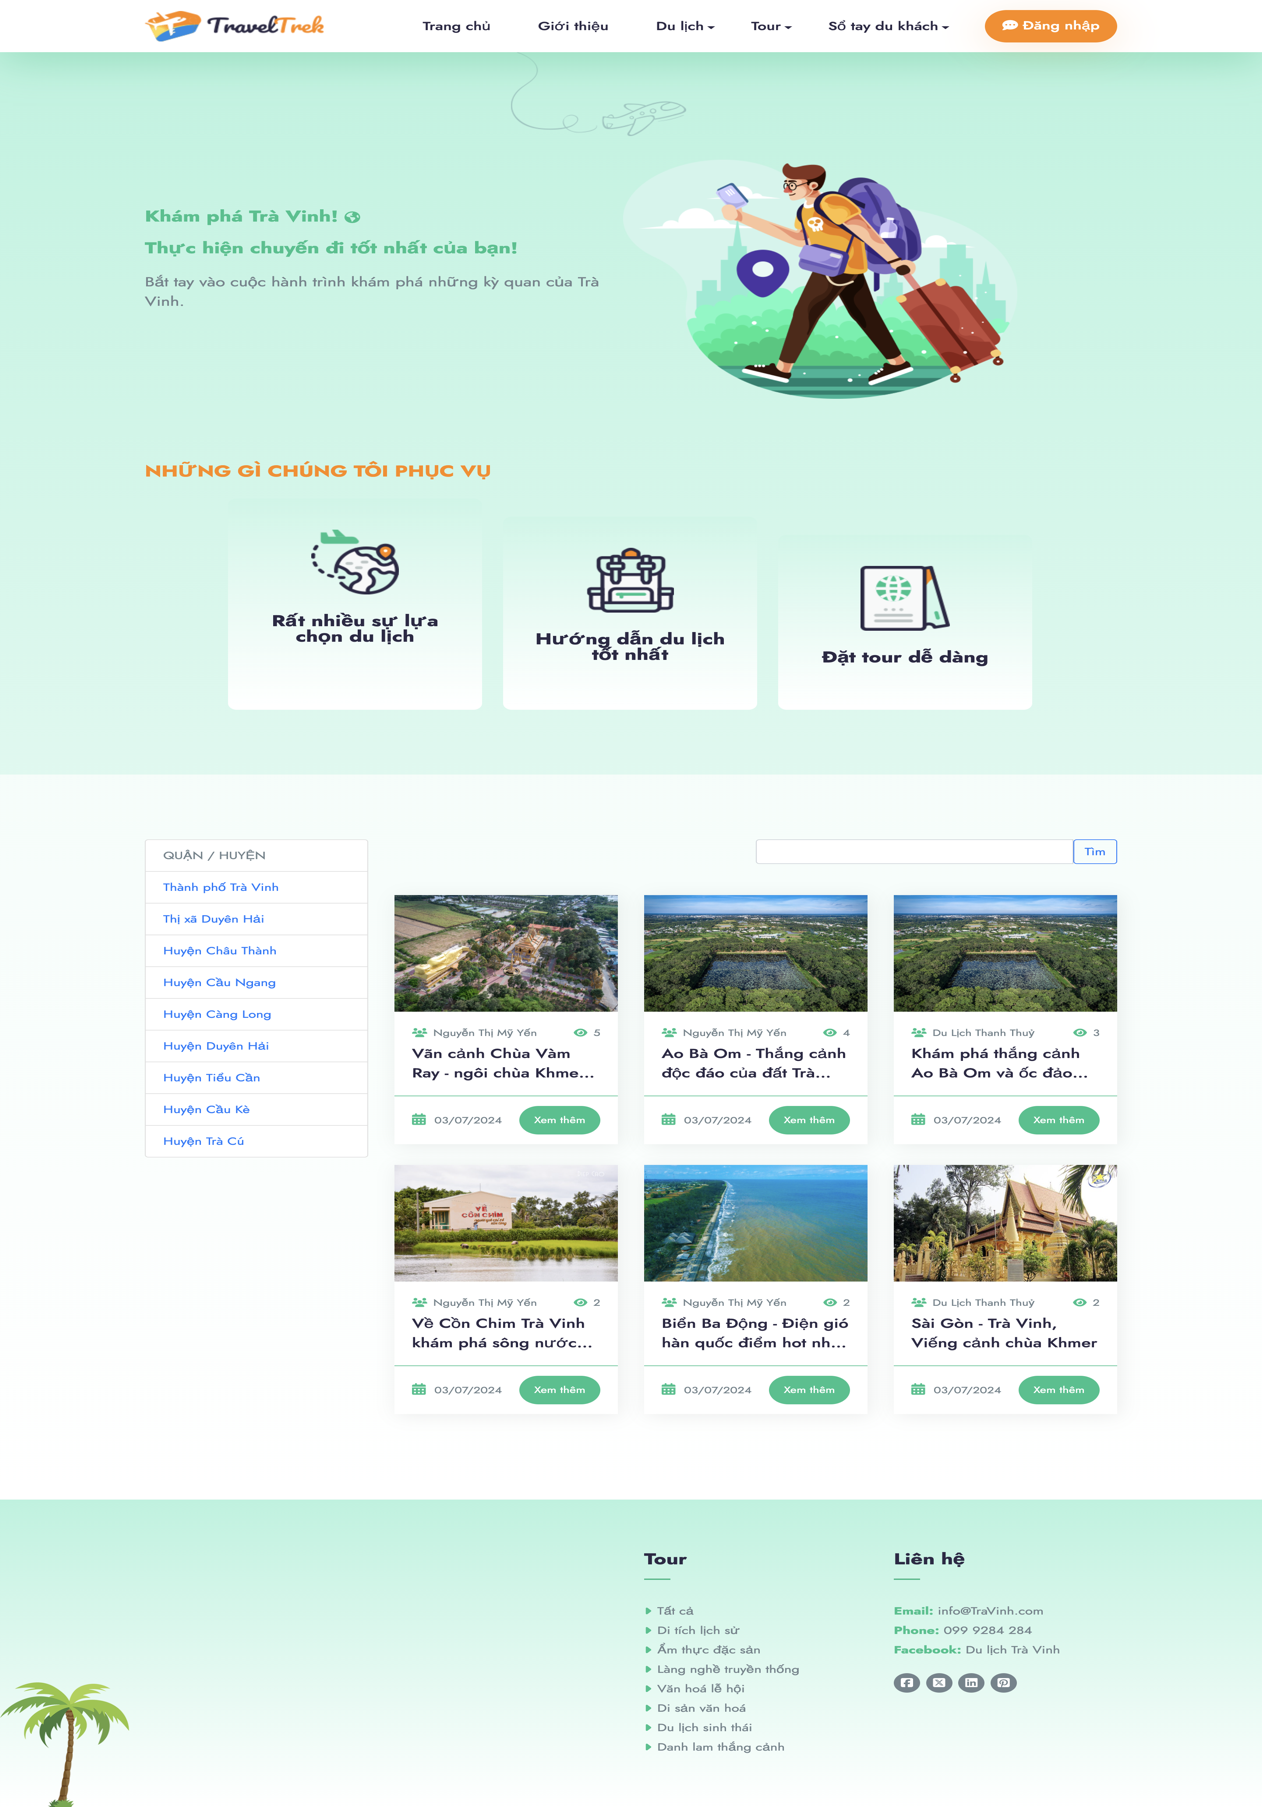 TravelTrek
Trang chủ
Giới thiệu
Du lịch
Tour
Sổ tay du khách
Đăng nhập
Khám phá Trà Vinh!
Thực hiện chuyến đi tốt nhất của bạn!
Bắt tay vào cuộc hành trình khám phá những kỳ quan của Trà
Vinh.
NHỮNG GÌ CHÚNG TÔI PHỤC VỤ
Rất nhiều sự lựa
chọn du lịch
Hướng dẫn du lịch
tốt nhất
Đặt tour dễ dàng
QUẬN / HUYỆN
Thành phố Trà Vinh
Thị xã Duyên Hải
Huyện Châu Thành
Huyện Cầu Ngang
Huyện Càng Long
Huyện Duyên Hải
Huyện Tiểu Cần
Huyện Cầu Kè
Huyện Trà Cú
Tìm
Nguyễn Thị Mỹ Yến 5
Vãn cảnh Chùa Vàm
Ray - ngôi chùa Khme...
03/07/2024
Xem thêm
Nguyễn Thị Mỹ Yến 4
Ao Bà Om - Thắng cảnh
độc đáo của đất Trà...
03/07/2024
Xem thêm
Du Lịch Thanh Thuỷ 3
Khám phá thắng cảnh
Ao Bà Om và ốc đảo...
03/07/2024
Xem thêm
VỀ
CỒN CHIM
Nguyễn Thị Mỹ Yến 2
Về Cồn Chim Trà Vinh
khám phá sông nước...
03/07/2024
Xem thêm
Nguyễn Thị Mỹ Yến 2
Biển Ba Động - Điện gió
hàn quốc điểm hot nh...
03/07/2024
Xem thêm
Du Lịch Thanh Thuỷ 2
Sài Gòn - Trà Vinh,
Viếng cảnh chùa Khmer
03/07/2024
Xem thêm
Tour
Tất cả
Di tích lịch sử
Ẩm thực đặc sản
Làng nghề truyền thống
Văn hoá lễ hội
Di sản văn hoá
Du lịch sinh thái
Danh lam thắng cảnh
Liên hệ
Email: info@TraVinh.com
Phone: 099 9284 284
Facebook: Du lịch Trà Vinh